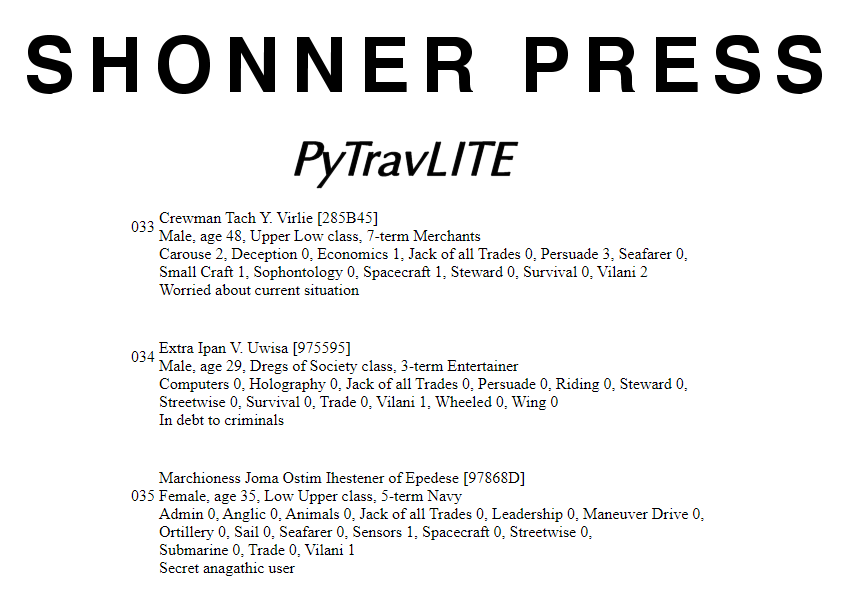 SHONNER PRESS
PyTravLITE
033 Crewman Tach Y. Virlie [285B45]
Male, age 48, Upper Low class, 7-term Merchants
Carouse 2, Deception 0, Economics 1, Jack of all Trades 0, Persuade 3, Seafarer 0,
Small Craft 1, Sophontology 0, Spacecraft 1, Steward 0, Survival 0, Vilani 2
Worried about current situation
034 Extra Ipan V. Uwisa [975595]
Male, age 29, Dregs of Society class, 3-term Entertainer
Computers 0, Holography 0, Jack of all Trades 0, Persuade 0, Riding 0, Steward 0,
Streetwise 0, Survival 0, Trade 0, Vilani 1, Wheeled 0, Wing 0
In debt to criminals
Marchioness Joma Ostim Ihestener of Epedese [97868D]
035 Female, age 35, Low Upper class, 5-term Navy
Admin 0, Anglic 0, Animals 0, Jack of all Trades 0, Leadership 0, Maneuver Drive 0,
Ortillery 0, Sail 0, Seafarer 0, Sensors 1, Spacecraft 0, Streetwise 0,
Submarine 0, Trade 0, Vilani 1
Secret anagathic user